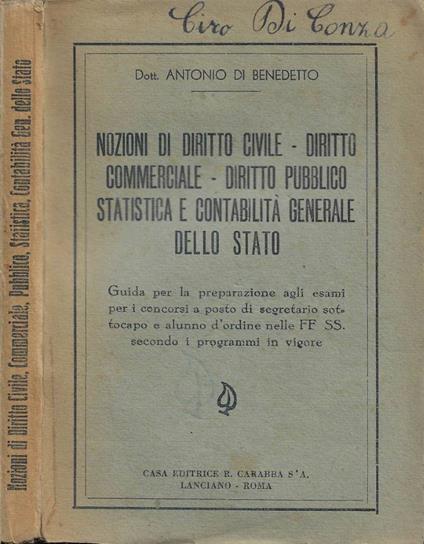 Ciro Di Conza
Dott. ANTONIO DI BENEDETTO
NOZIONI DI DIRITTO CIVILE - DIRITTO
COMMERCIALE - DIRITTO PUBBLICO
STATISTICA E CONTABILITÀ GENERALE
DELLO STATO
Guida per la preparazione agli esami
per i concorsi a posto di segretario sot-
tocapo e alunno d'ordine nelle FF SS.
secondo i programmi in vigore
CASA EDITRICE R. CARABBA S'A.
LANCIANO - ROMA
Nozioni di Diritto Civile, Commerciale, Pubblico, Statistica, Contabilità Gen. dello Stato